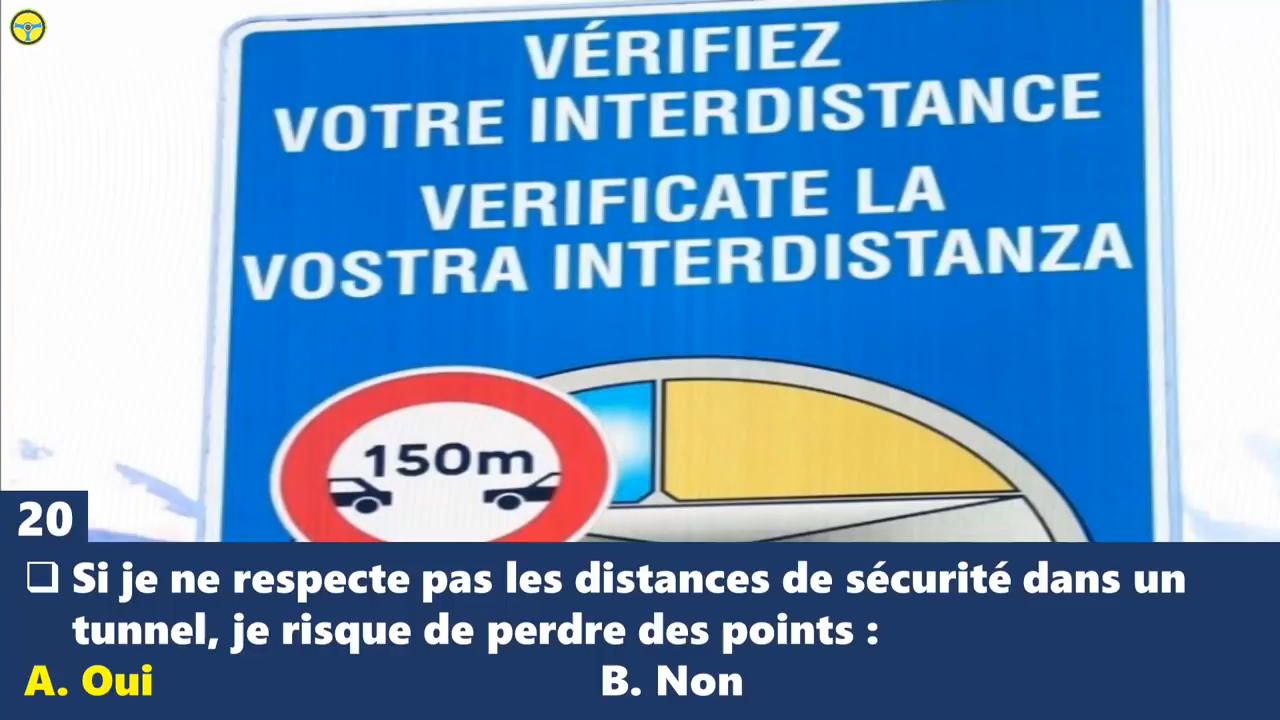 VÉRIFIEZ
VOTRE INTERDISTANCE
VERIFICATE LA
VOSTRA INTERDISTANZA
150m
20
❑ Si je ne respecte pas les distances de sécurité dans un
tunnel, je risque de perdre des points :
A. Oui B. Non